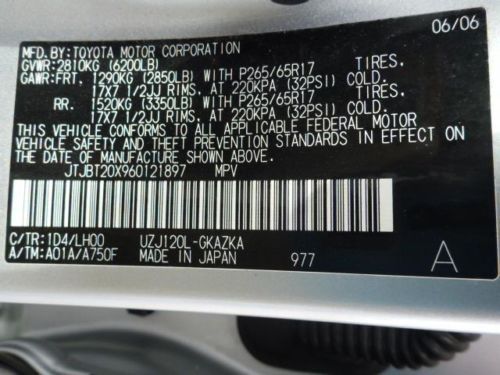 06/06
MFD. BY: TOYOTA MOTOR CORPORATION
GVWR: 2810KG (6200LB)
GAWR: FRT. 1290KG (2850LB) WITH P265/65R17 TIRES.
17X7 1/2JJ RIMS. AT 220KPA (32PSI) COLD
RR. 1520KG (3350LB) WITH P265/65R17 TIRES.
17X7 1/2JJ RIMS. AT 220KPA (32PSI) COLD
THIS VEHICLE CONFORMS TO ALL APPLICABLE FEDERAL MOTOR
VEHICLE SAFETY AND THEFT PREVENTION STANDARDS IN EFFECT ON
THE DATE OF MANUFACTURE SHOWN ABOVE.
JTJBT20X960121897 MPV
C/TR: 1D4/LH00 UZJ120L-GKAZKA
A/TM: A01A/A750F MADE IN JAPAN 977 A